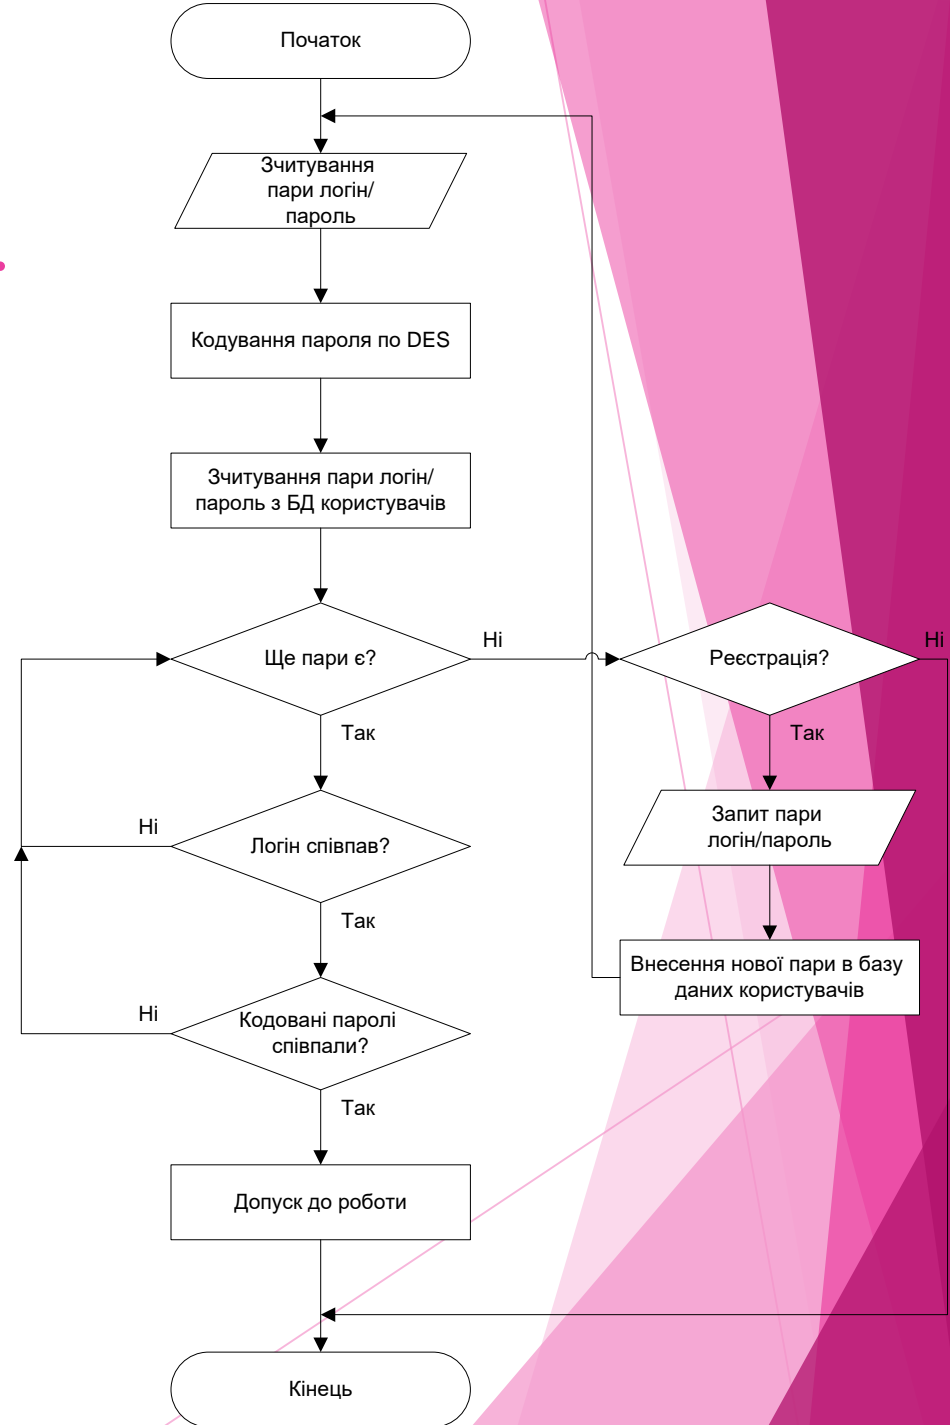 Початок
Зчитування
пари логін/
пароль
Кодування пароля по DES
Зчитування пари логін/
пароль з БД користувачів
Ще пари є?
Ні
Реєстрація?
Ні
Так
Так
Запит пари
логін/пароль
Ні
Логін співпав?
Так
Внесення нової пари в базу
даних користувачів
Ні
Кодовані паролі
співпали?
Так
Допуск до роботи
Кінець